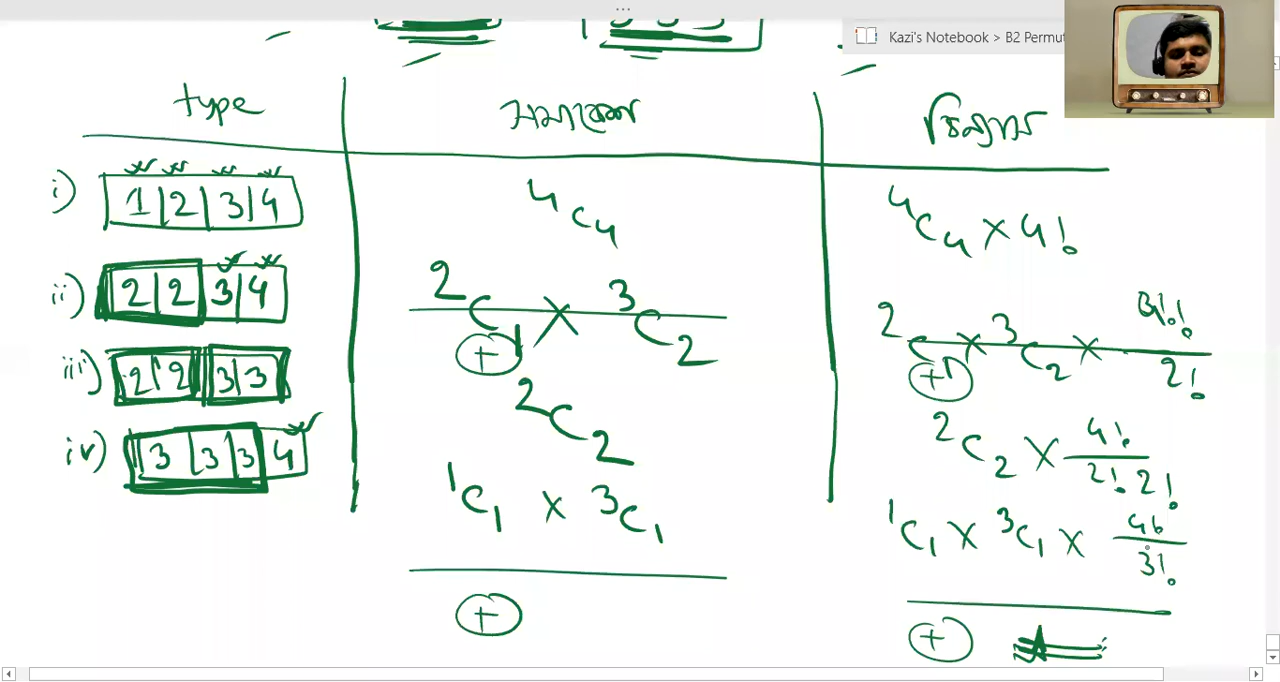 Kazi's Notebook > B2 Permut
type সমাবেশ বিন্যাস
i) 1|2|3|4 ⁴C₄ ⁴C₄ × 4!
ii) 2|2|3|4 ²C₁ × ³C₂ ²C₁ × ³C₂ × 4!/2!
iii) 2|2|3|3 ²C₂ ²C₂ × 4!/2! 2!
iv) 3|3|3|4 ¹C₁ × ³C₁ ¹C₁ × ³C₁ × 4!/3!
+ +